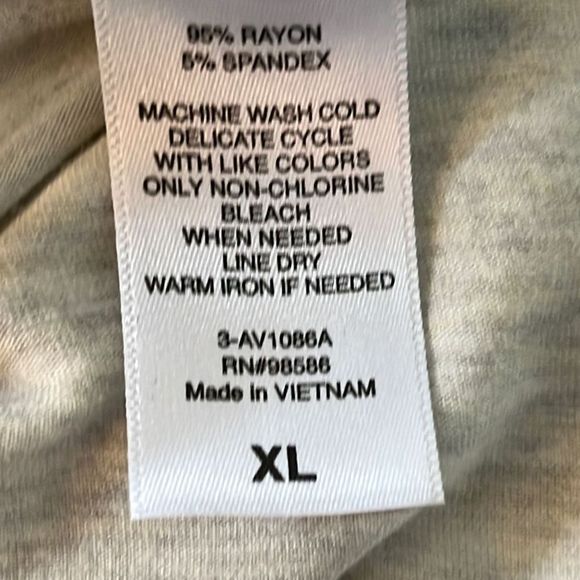 95% RAYON
5% SPANDEX
MACHINE WASH COLD
DELICATE CYCLE
WITH LIKE COLORS
ONLY NON-CHLORINE
BLEACH
WHEN NEEDED
LINE DRY
WARM IRON IF NEEDED
3-AV1086A
RN#98586
Made in VIETNAM
XL